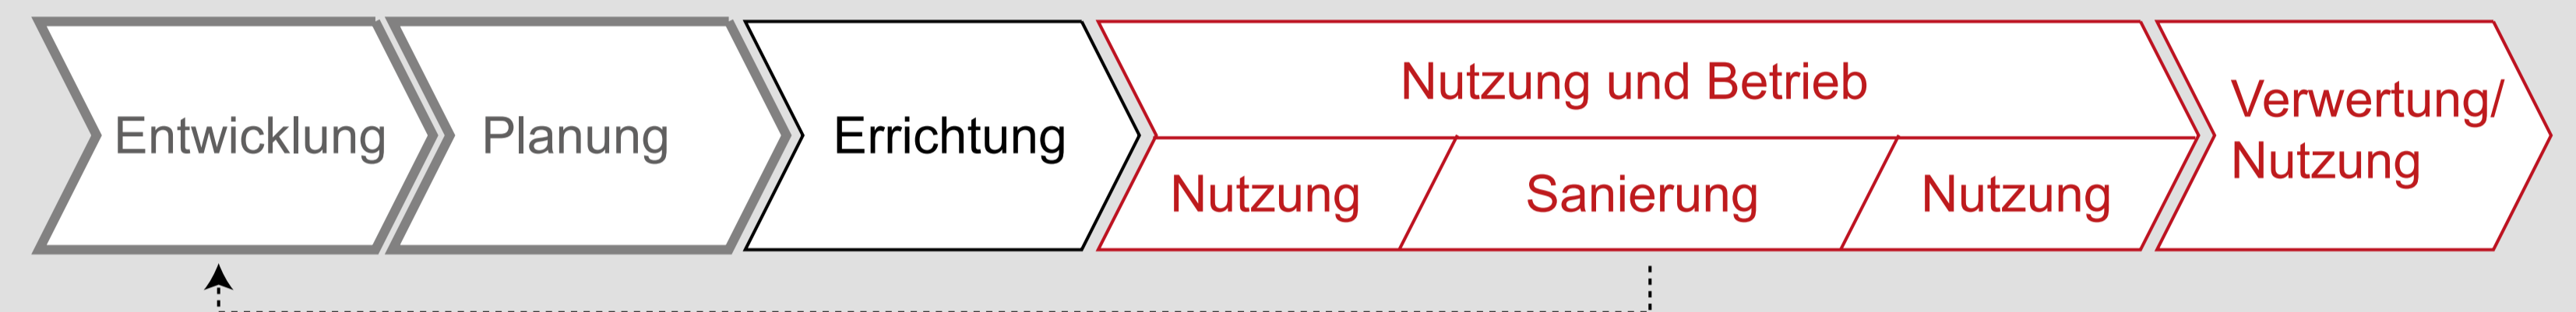 Entwicklung
Planung
Errichtung
Nutzung und Betrieb
Nutzung
Sanierung
Nutzung
Verwertung/
Nutzung